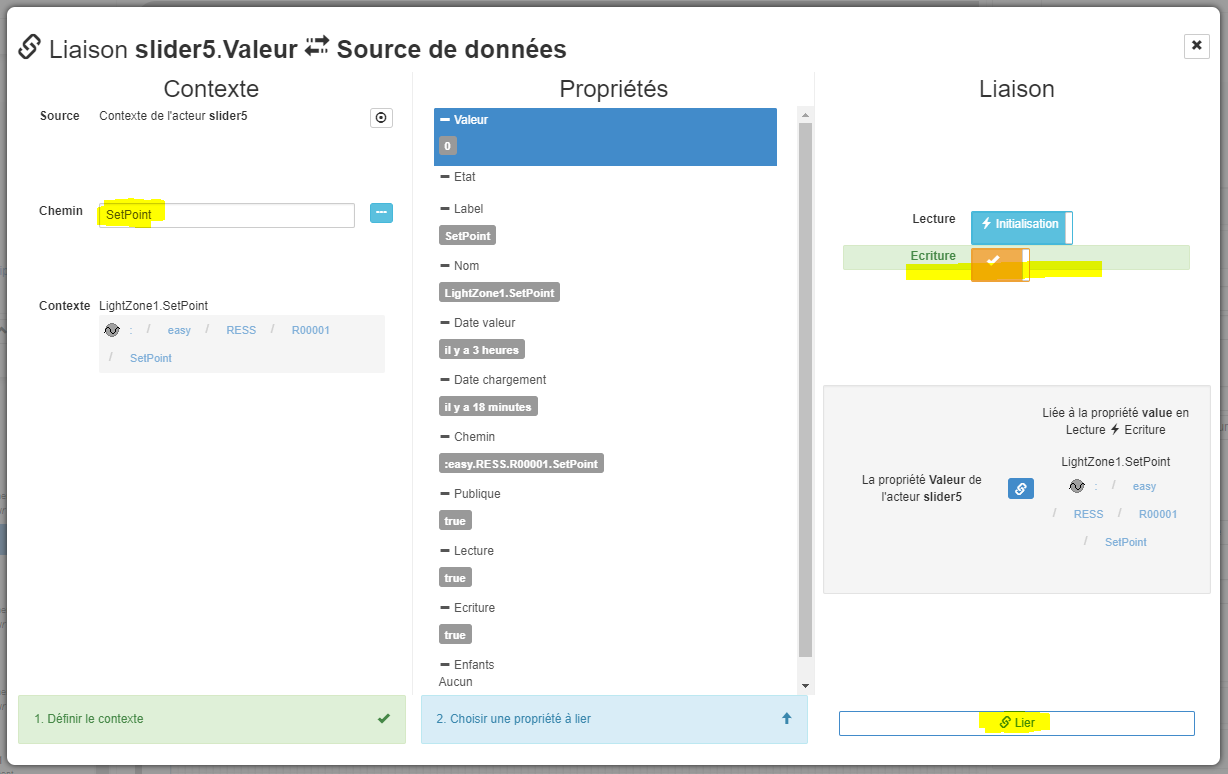 Liaison slider5.Valeur Source de données
Contexte
Source Contexte de l'acteur slider5
Chemin SetPoint
Contexte LightZone1.SetPoint
: / easy / RESS / R00001
/ SetPoint
1. Définir le contexte
Propriétés
Valeur
0
Etat
Label
SetPoint
Nom
LightZone1.SetPoint
Date valeur
il y a 3 heures
Date chargement
il y a 18 minutes
Chemin
:easy.RESS.R00001.SetPoint
Publique
true
Lecture
true
Ecriture
true
Enfants
Aucun
2. Choisir une propriété à lier
Liaison
Lecture Initialisation
Ecriture
La propriété Valeur de
l'acteur slider5
Liée à la propriété value en
Lecture Ecriture
LightZone1.SetPoint
: / easy
/ RESS / R00001
/ SetPoint
Lier